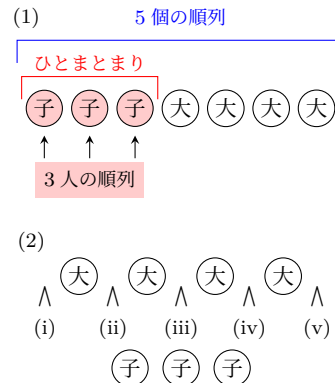 (1)
5 個の順列
ひとまとまり
子 子 子 大 大 大 大
3 人の順列
(2)
大 大 大 大
(i) (ii) (iii) (iv) (v)
子 子 子